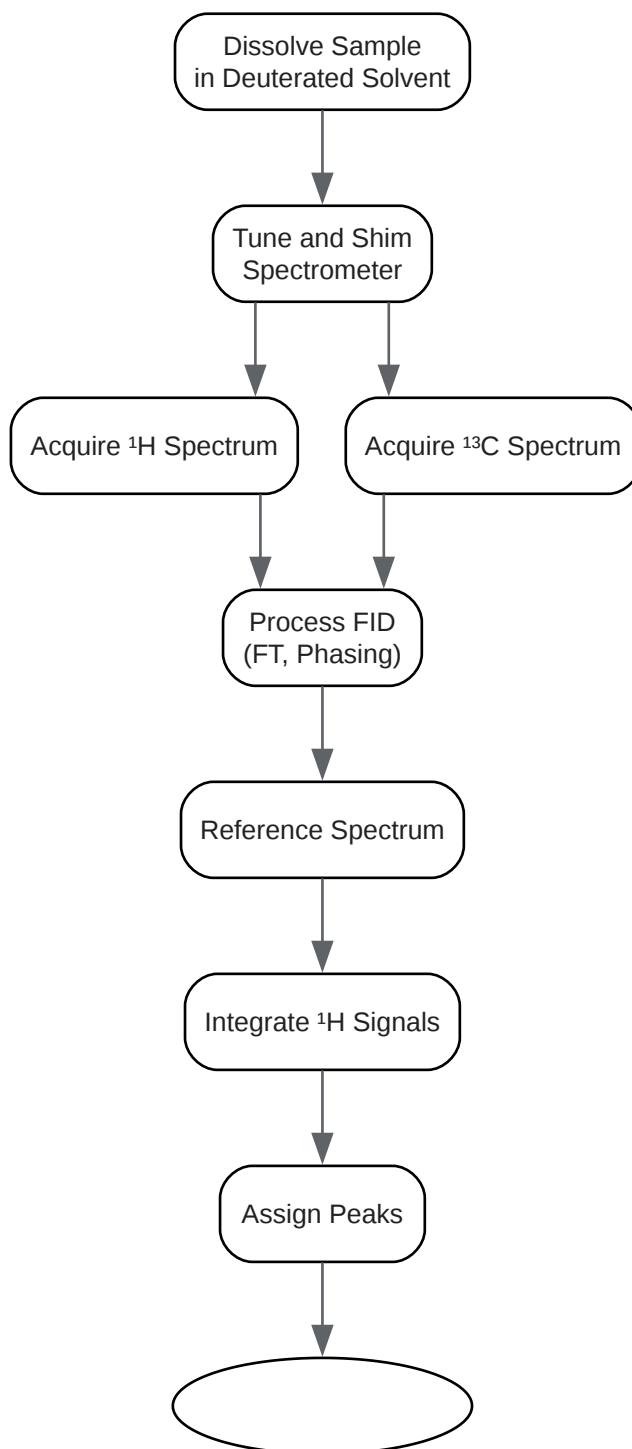 Dissolve Sample
in Deuterated Solvent
Tune and Shim
Spectrometer
Acquire ¹H Spectrum
Acquire ¹³C Spectrum
Process FID
(FT, Phasing)
Reference Spectrum
Integrate ¹H Signals
Assign Peaks